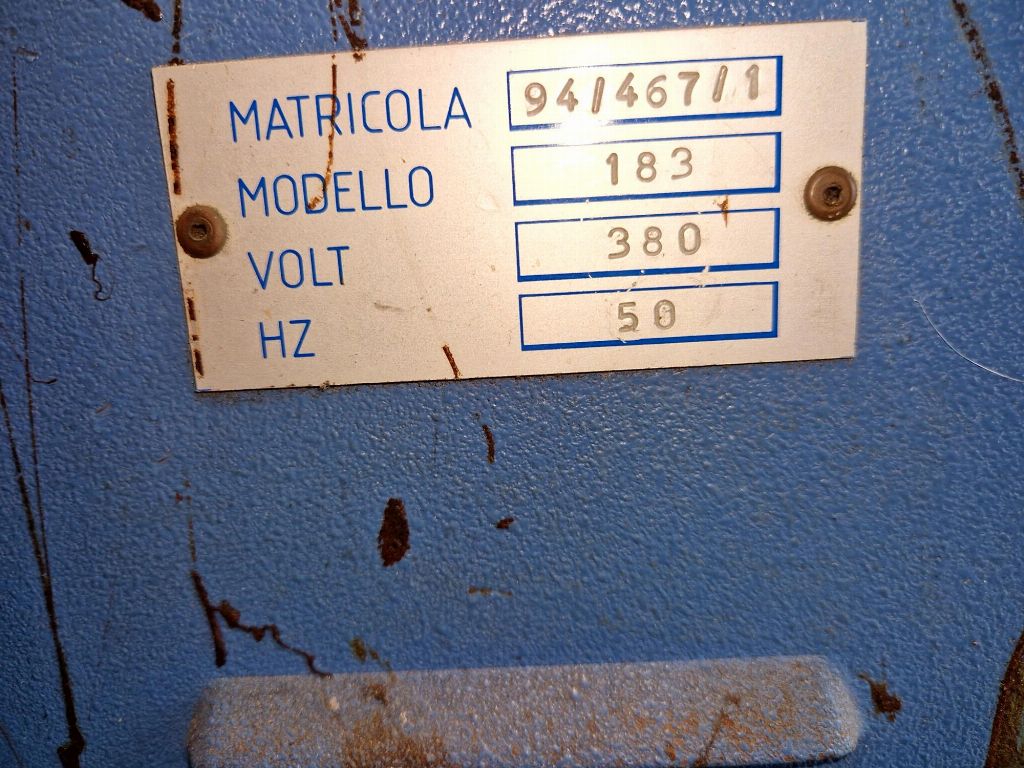 MATRICOLA 94/467/1
MODELLO 183
VOLT 380
HZ 50